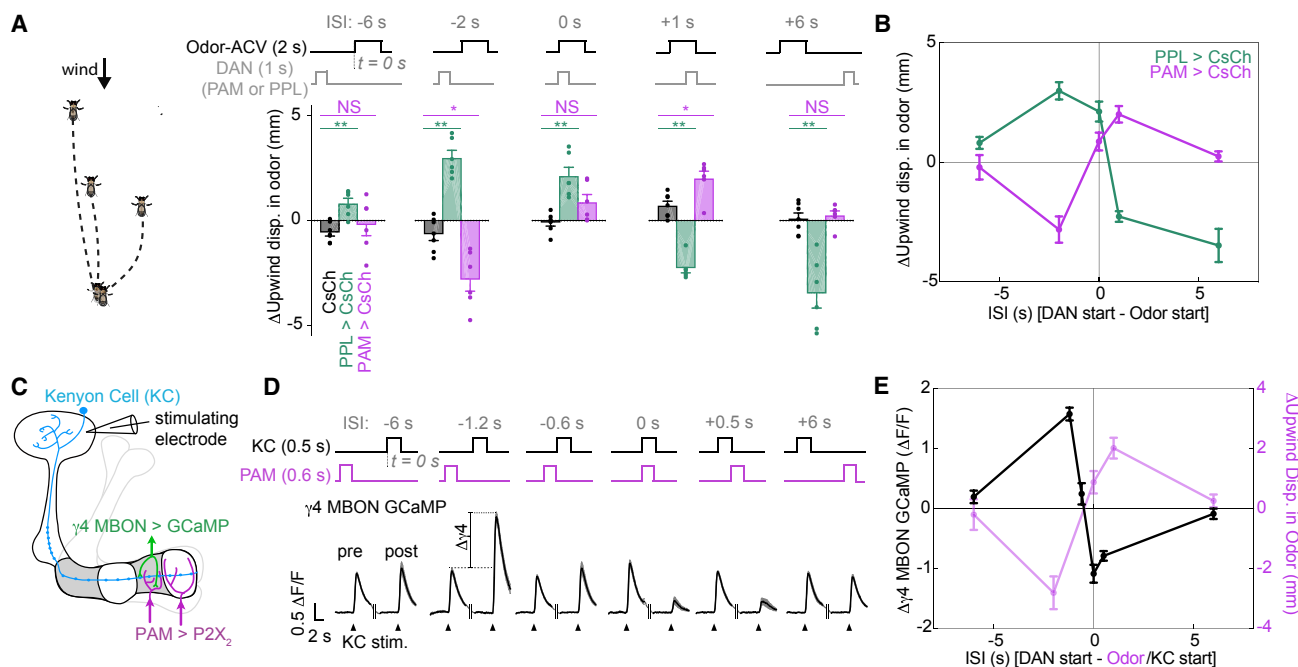 A
wind
ISI: -6 s -2 s 0 s +1 s +6 s
Odor-ACV (2 s)
t = 0 s
DAN (1 s)
(PAM or PPL)
NS * NS * NS
** ** ** ** **
ΔUpwind disp. in odor (mm)
5
0
-5
CsCh
PPL > CsCh
PAM > CsCh
B
PPL > CsCh
PAM > CsCh
ΔUpwind disp. in odor (mm)
5
0
-5
-5 0 5
ISI (s) [DAN start - Odor start]
C
Kenyon Cell (KC)
stimulating
electrode
γ4 MBON > GCaMP
PAM > P2X₂
D
ISI: -6 s -1.2 s -0.6 s 0 s +0.5 s +6 s
KC (0.5 s)
t = 0 s
PAM (0.6 s)
γ4 MBON GCaMP
pre post
Δγ4
0.5 ΔF/F
2 s
KC stim.
E
Δγ4 MBON GCaMP (ΔF/F)
2
1
0
-1
-2
4
2
0
-2
-4
ΔUpwind Disp. in Odor (mm)
-5 0 5
ISI (s) [DAN start - Odor/KC start]